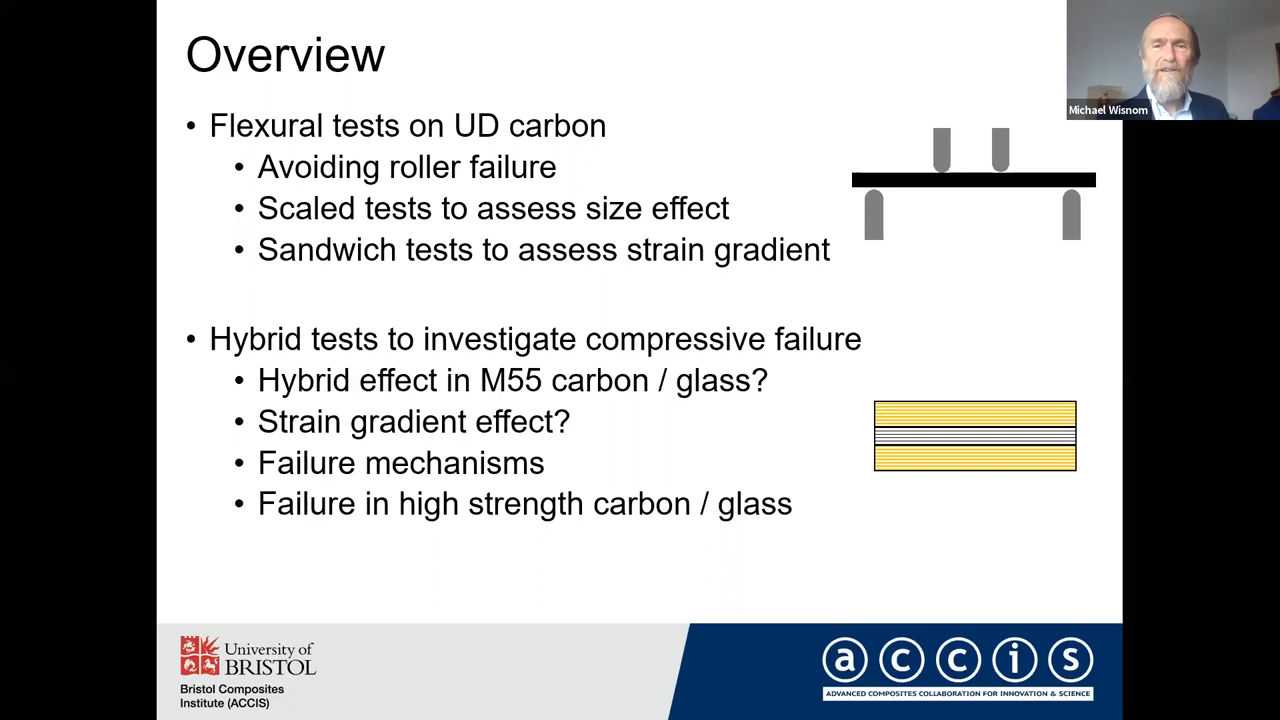 Overview
• Flexural tests on UD carbon
• Avoiding roller failure
• Scaled tests to assess size effect
• Sandwich tests to assess strain gradient
• Hybrid tests to investigate compressive failure
• Hybrid effect in M55 carbon / glass?
• Strain gradient effect?
• Failure mechanisms
• Failure in high strength carbon / glass
Michael Wisnom
University of
BRISTOL
Bristol Composites
Institute (ACCIS)
accis
ADVANCED COMPOSITES COLLABORATION FOR INNOVATION & SCIENCE